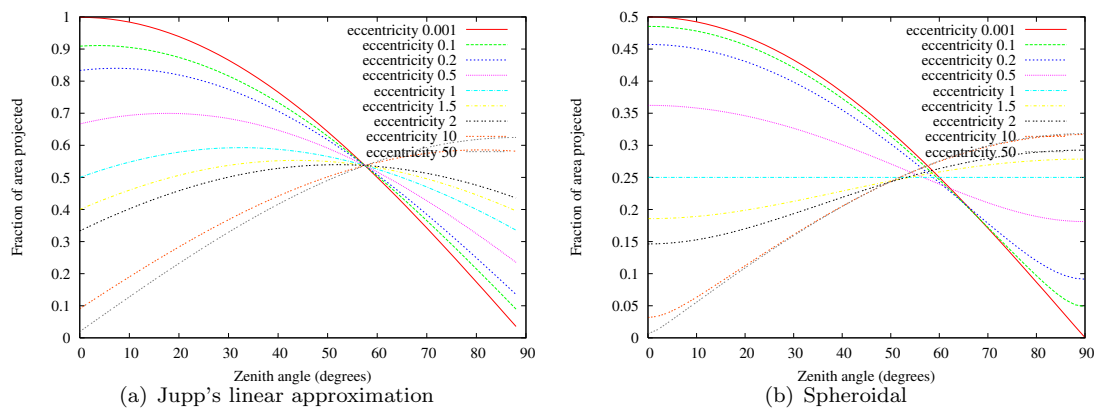 Fraction of area projected
1
0.9
0.8
0.7
0.6
0.5
0.4
0.3
0.2
0.1
0
0 10 20 30 40 50 60 70 80 90
Zenith angle (degrees)
eccentricity 0.001
eccentricity 0.1
eccentricity 0.2
eccentricity 0.5
eccentricity 1
eccentricity 1.5
eccentricity 2
eccentricity 10
eccentricity 50
(a) Jupp's linear approximation
Fraction of area projected
0.5
0.45
0.4
0.35
0.3
0.25
0.2
0.15
0.1
0.05
0
0 10 20 30 40 50 60 70 80 90
Zenith angle (degrees)
eccentricity 0.001
eccentricity 0.1
eccentricity 0.2
eccentricity 0.5
eccentricity 1
eccentricity 1.5
eccentricity 2
eccentricity 10
eccentricity 50
(b) Spheroidal